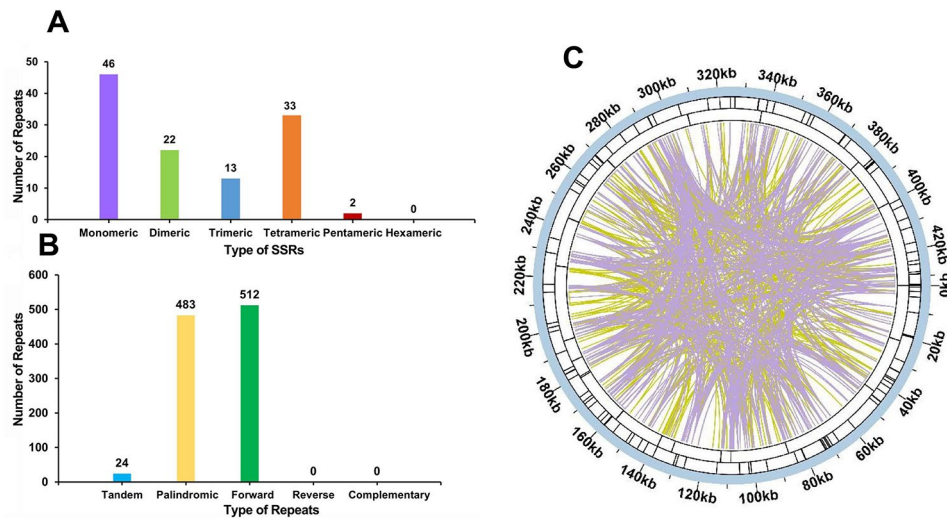 A
Number of Repeats
50
40
30
20
10
0
46
22
13
33
2
0
Monomeric Dimeric Trimeric Tetrameric Pentameric Hexameric
Type of SSRs
B
Number of Repeats
600
500
400
300
200
100
0
24
483
512
0
0
Tandem Palindromic Forward Reverse Complementary
Type of Repeats
C
20kb
40kb
60kb
80kb
100kb
120kb
140kb
160kb
180kb
200kb
220kb
240kb
260kb
280kb
300kb
320kb
340kb
360kb
380kb
400kb
420kb